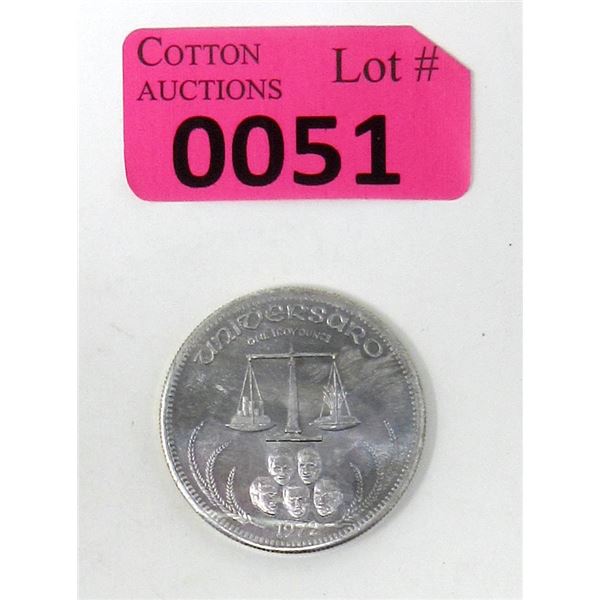 COTTON
AUCTIONS
Lot #
0051
UNIVERSARO
ONE TROY OUNCE
1972